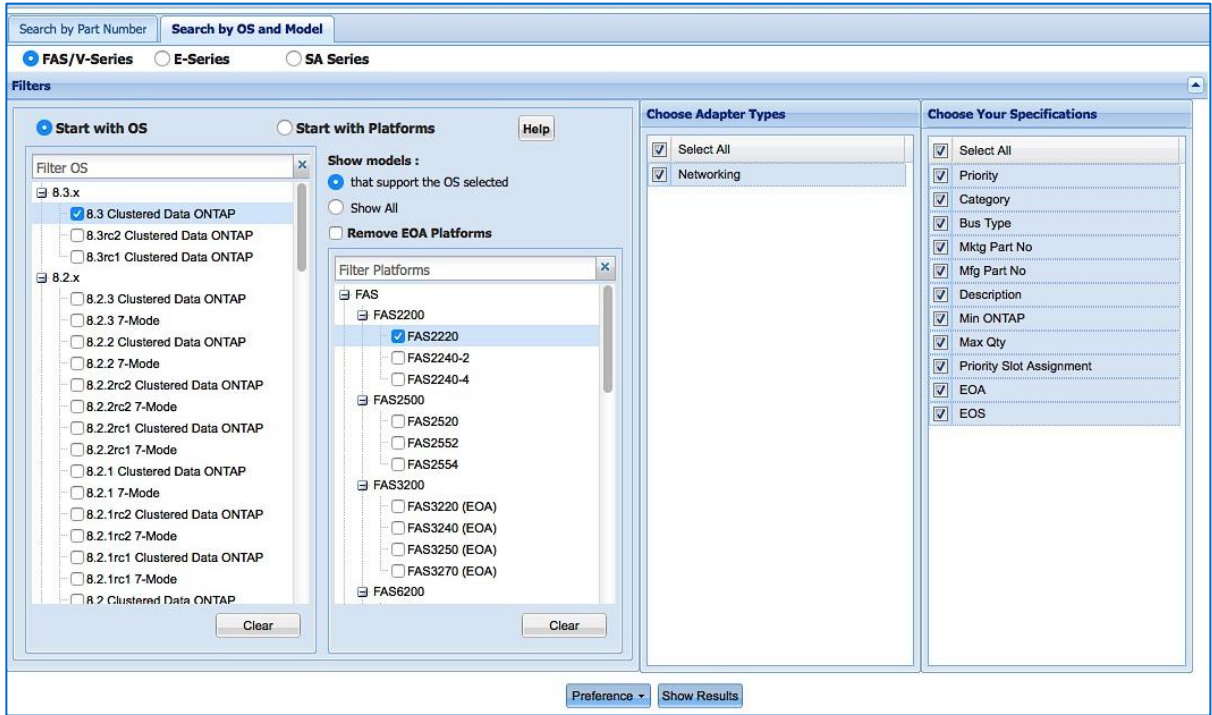 Search by Part Number
Search by OS and Model
FAS/V-Series
E-Series
SA Series
Filters
Start with OS
Start with Platforms
Help
Filter OS
8.3.x
8.3 Clustered Data ONTAP
8.3rc2 Clustered Data ONTAP
8.3rc1 Clustered Data ONTAP
8.2.x
8.2.3 Clustered Data ONTAP
8.2.3 7-Mode
8.2.2 Clustered Data ONTAP
8.2.2 7-Mode
8.2.2rc2 Clustered Data ONTAP
8.2.2rc2 7-Mode
8.2.2rc1 Clustered Data ONTAP
8.2.2rc1 7-Mode
8.2.1 Clustered Data ONTAP
8.2.1 7-Mode
8.2.1rc2 Clustered Data ONTAP
8.2.1rc2 7-Mode
8.2.1rc1 Clustered Data ONTAP
8.2.1rc1 7-Mode
8.2 Clustered Data ONTAP
Clear
Show models :
that support the OS selected
Show All
Remove EOA Platforms
Filter Platforms
FAS
FAS2200
FAS2220
FAS2240-2
FAS2240-4
FAS2500
FAS2520
FAS2552
FAS2554
FAS3200
FAS3220 (EOA)
FAS3240 (EOA)
FAS3250 (EOA)
FAS3270 (EOA)
FAS6200
Clear
Choose Adapter Types
Select All
Networking
Choose Your Specifications
Select All
Priority
Category
Bus Type
Mktg Part No
Mfg Part No
Description
Min ONTAP
Max Qty
Priority Slot Assignment
EOA
EOS
Preference
Show Results